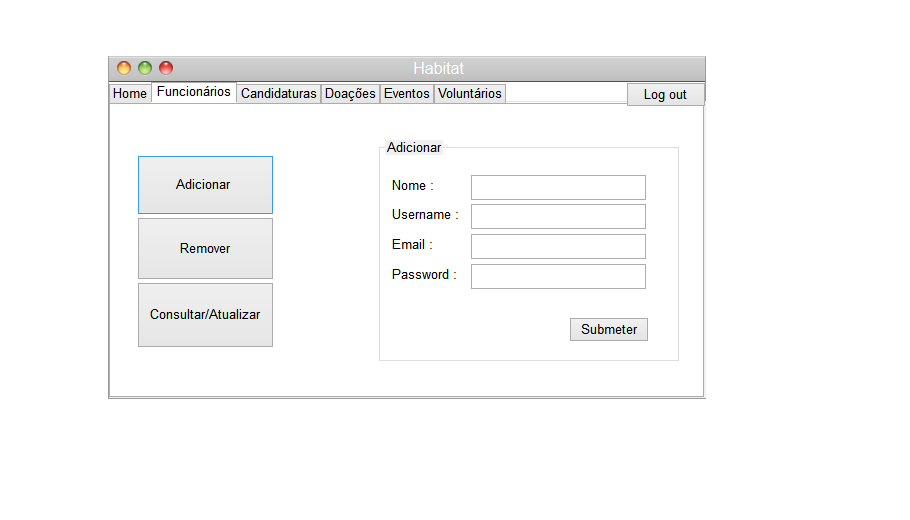 Habitat
Home Funcionários Candidaturas Doações Eventos Voluntários Log out
Adicionar
Remover
Consultar/Atualizar
Adicionar
Nome :
Username :
Email :
Password :
Submeter